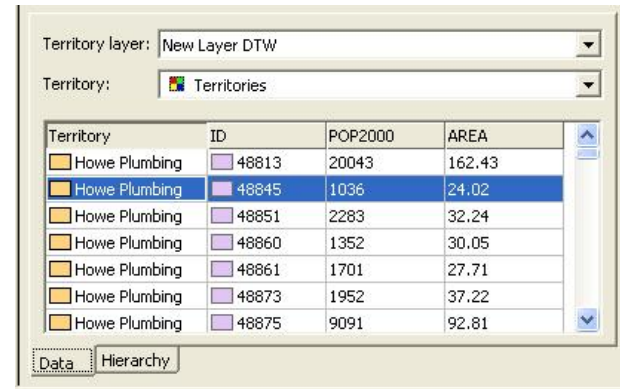 Territory layer: New Layer DTW
Territory: Territories
Territory ID POP2000 AREA
Howe Plumbing 48813 20043 162.43
Howe Plumbing 48845 1036 24.02
Howe Plumbing 48851 2283 32.24
Howe Plumbing 48860 1352 30.05
Howe Plumbing 48861 1701 27.71
Howe Plumbing 48873 1952 37.22
Howe Plumbing 48875 9091 92.81
Data Hierarchy